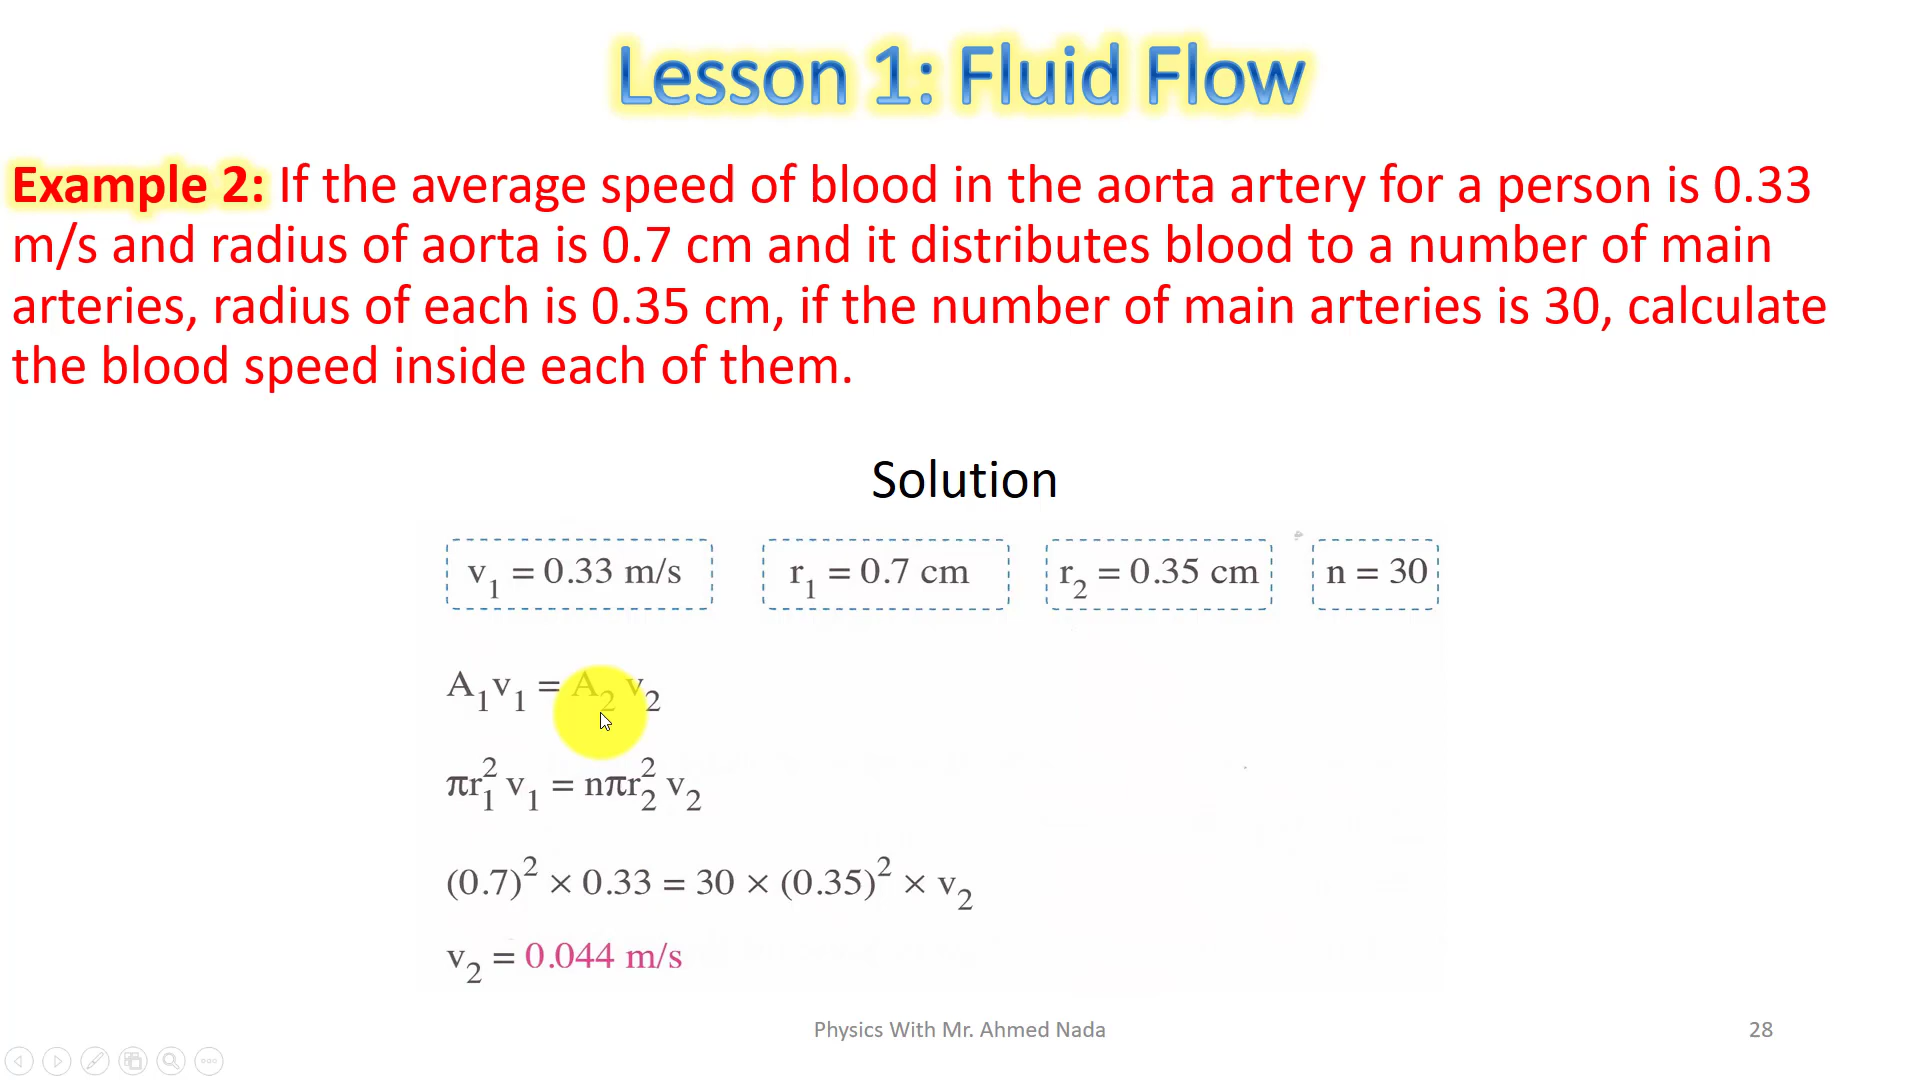 Lesson 1: Fluid Flow
Example 2: If the average speed of blood in the aorta artery for a person is 0.33
m/s and radius of aorta is 0.7 cm and it distributes blood to a number of main
arteries, radius of each is 0.35 cm, if the number of main arteries is 30, calculate
the blood speed inside each of them.
Solution
v₁ = 0.33 m/s r₁ = 0.7 cm r₂ = 0.35 cm n = 30
A₁v₁ = A₂ v₂
πr₁² v₁ = nπr₂² v₂
(0.7)² × 0.33 = 30 × (0.35)² × v₂
v₂ = 0.044 m/s
Physics With Mr. Ahmed Nada 28